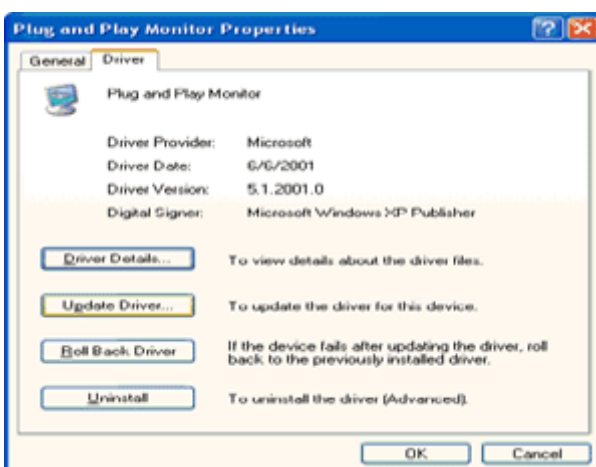 Plug and Play Monitor Properties
General Driver
Plug and Play Monitor
Driver Provider: Microsoft
Driver Date: 6/6/2001
Driver Version: 5.1.2001.0
Digital Signer: Microsoft Windows XP Publisher
Driver Details... To view details about the driver files.
Update Driver... To update the driver for this device.
Roll Back Driver If the device fails after updating the driver, roll
back to the previously installed driver.
Uninstall To uninstall the driver (Advanced).
OK Cancel